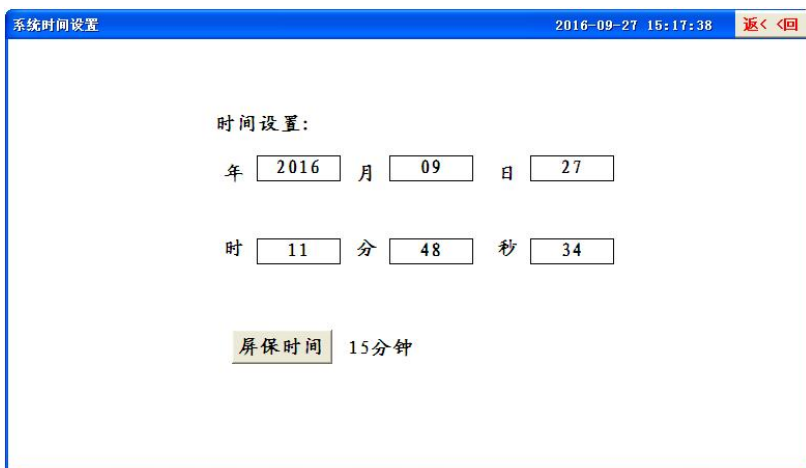 系统时间设置 2016-09-27 15:17:38 返<<回
时间设置:
年 2016 月 09 日 27
时 11 分 48 秒 34
屏保时间 15分钟